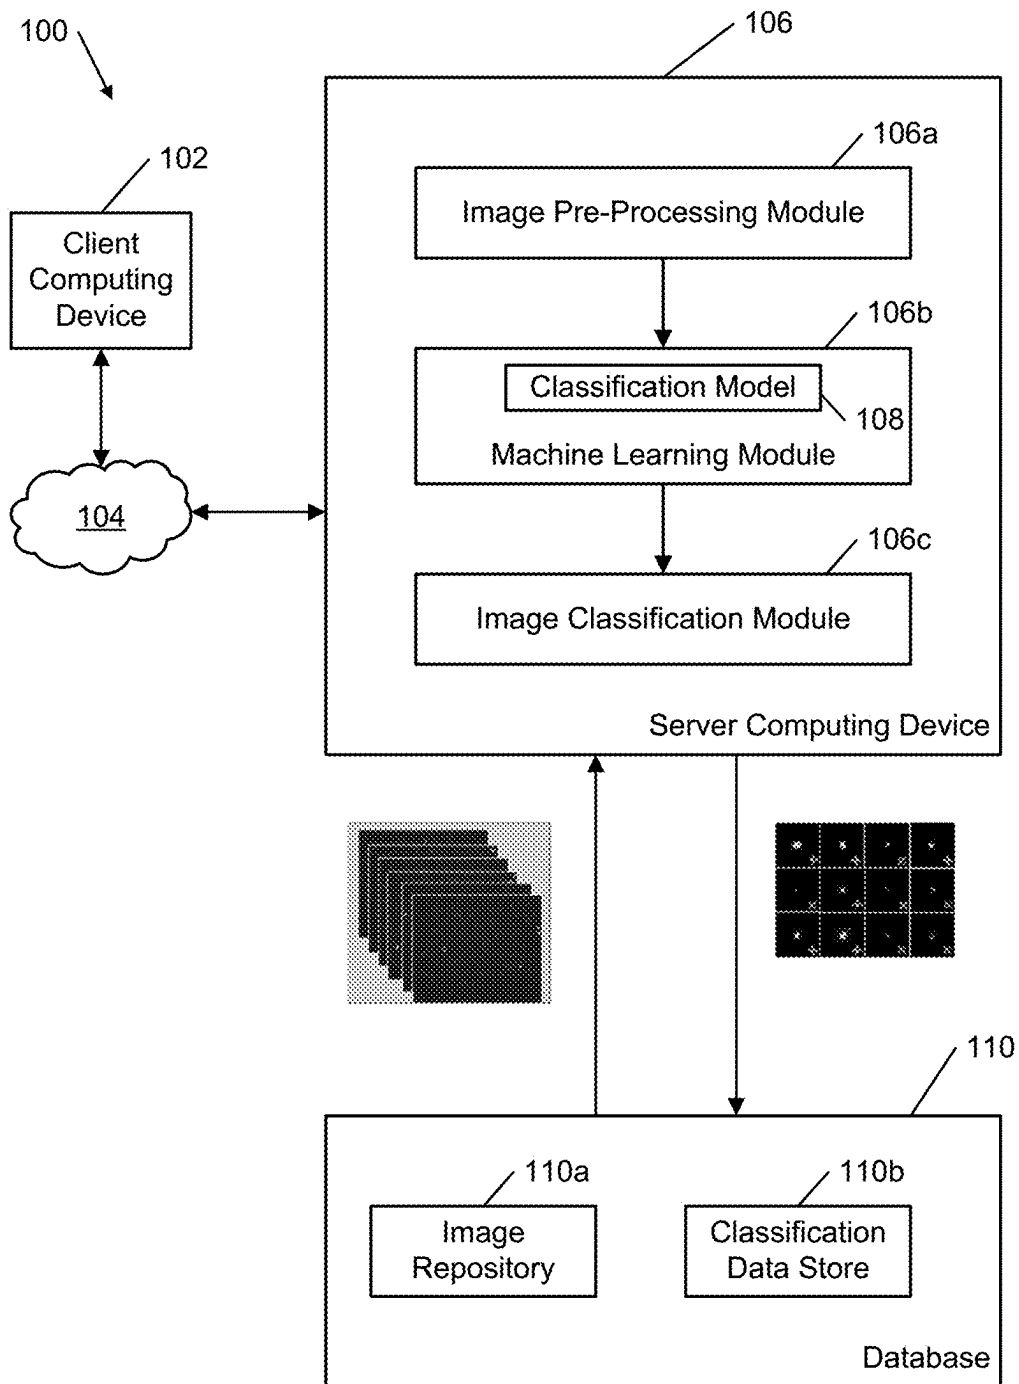 100
106
102
106a
Image Pre-Processing Module
Client
Computing
Device
106b
Classification Model
108
Machine Learning Module
104
106c
Image Classification Module
Server Computing Device
110
110a
110b
Image
Repository
Classification
Data Store
Database